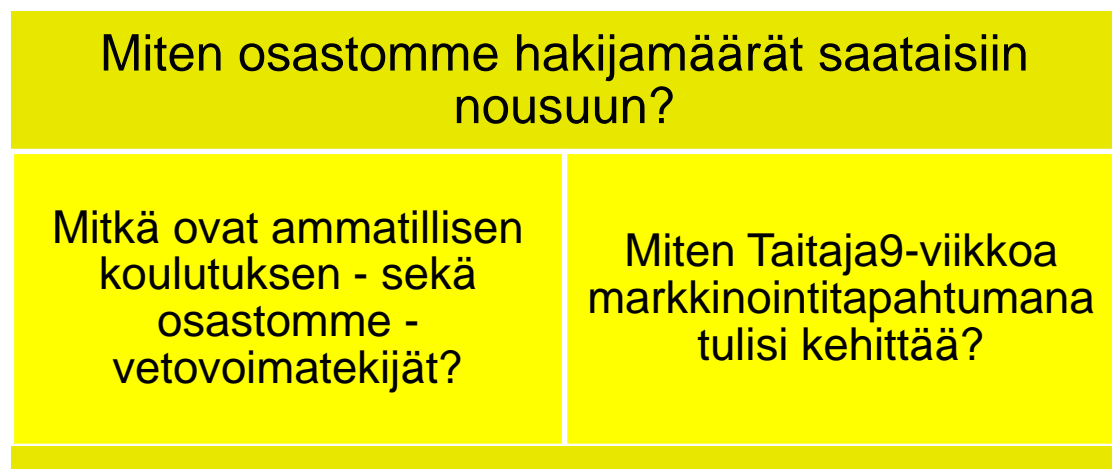 Miten osastomme hakijamäärät saataisiin
nousuun?
Mitkä ovat ammatillisen
koulutuksen - sekä
osastomme -
vetovoimatekijät?
Miten Taitaja9-viikkoa
markkinointitapahtumana
tulisi kehittää?